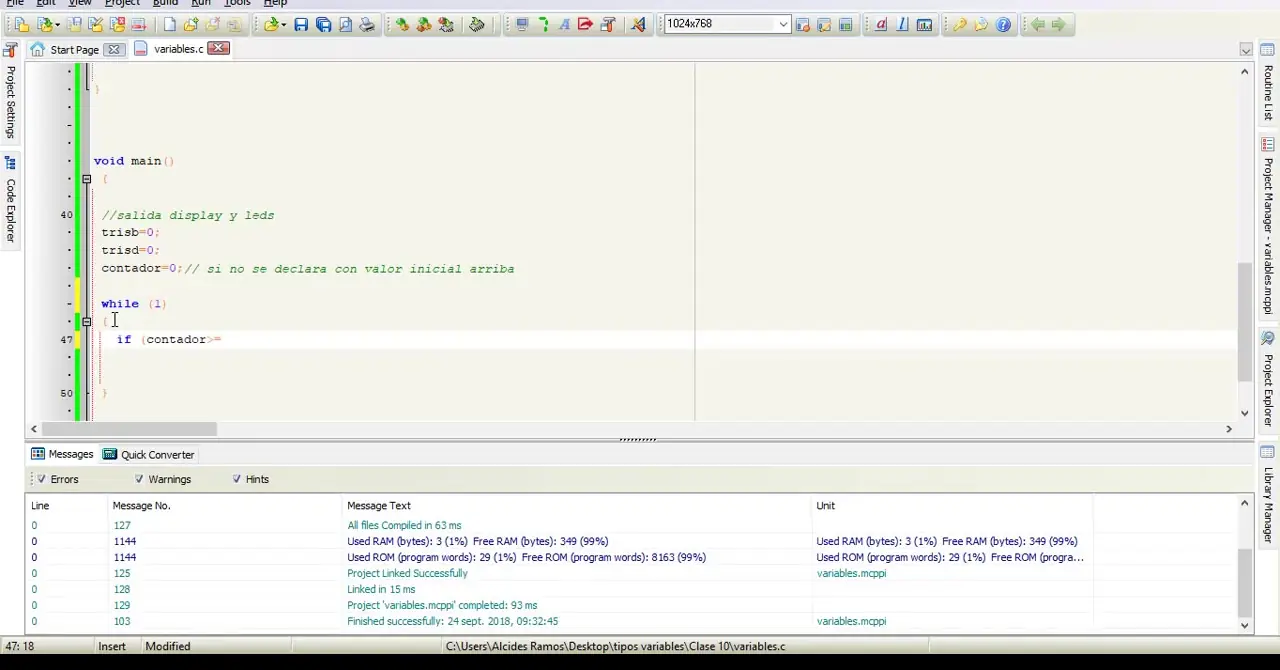 File Edit View Project Build Run Tools Help
1024x768
Start Page variables.c
}
void main()
{
40 //salida display y leds
trisb=0;
trisd=0;
contador=0;// si no se declara con valor inicial arriba
while (1)
{
47 if (contador>=
50 }
Project Settings
Code Explorer
Routine List
Project Manager - variables.mcppi
Project Explorer
Library Manager
Messages Quick Converter
Errors Warnings Hints
Line Message No. Message Text Unit
0 127 All files Compiled in 63 ms
0 1144 Used RAM (bytes): 3 (1%) Free RAM (bytes): 349 (99%) Used RAM (bytes): 3 (1%) Free RAM (bytes): 349 (99%)
0 1144 Used ROM (program words): 29 (1%) Free ROM (program words): 8163 (99%) Used ROM (program words): 29 (1%) Free ROM (progra...
0 125 Project Linked Successfully variables.mcppi
0 128 Linked in 15 ms
0 129 Project 'variables.mcppi' completed: 93 ms
0 103 Finished successfully: 24 sept. 2018, 09:32:45 variables.mcppi
47: 18 Insert Modified C:\Users\Alcides Ramos\Desktop\tipos variables\Clase 10\variables.c